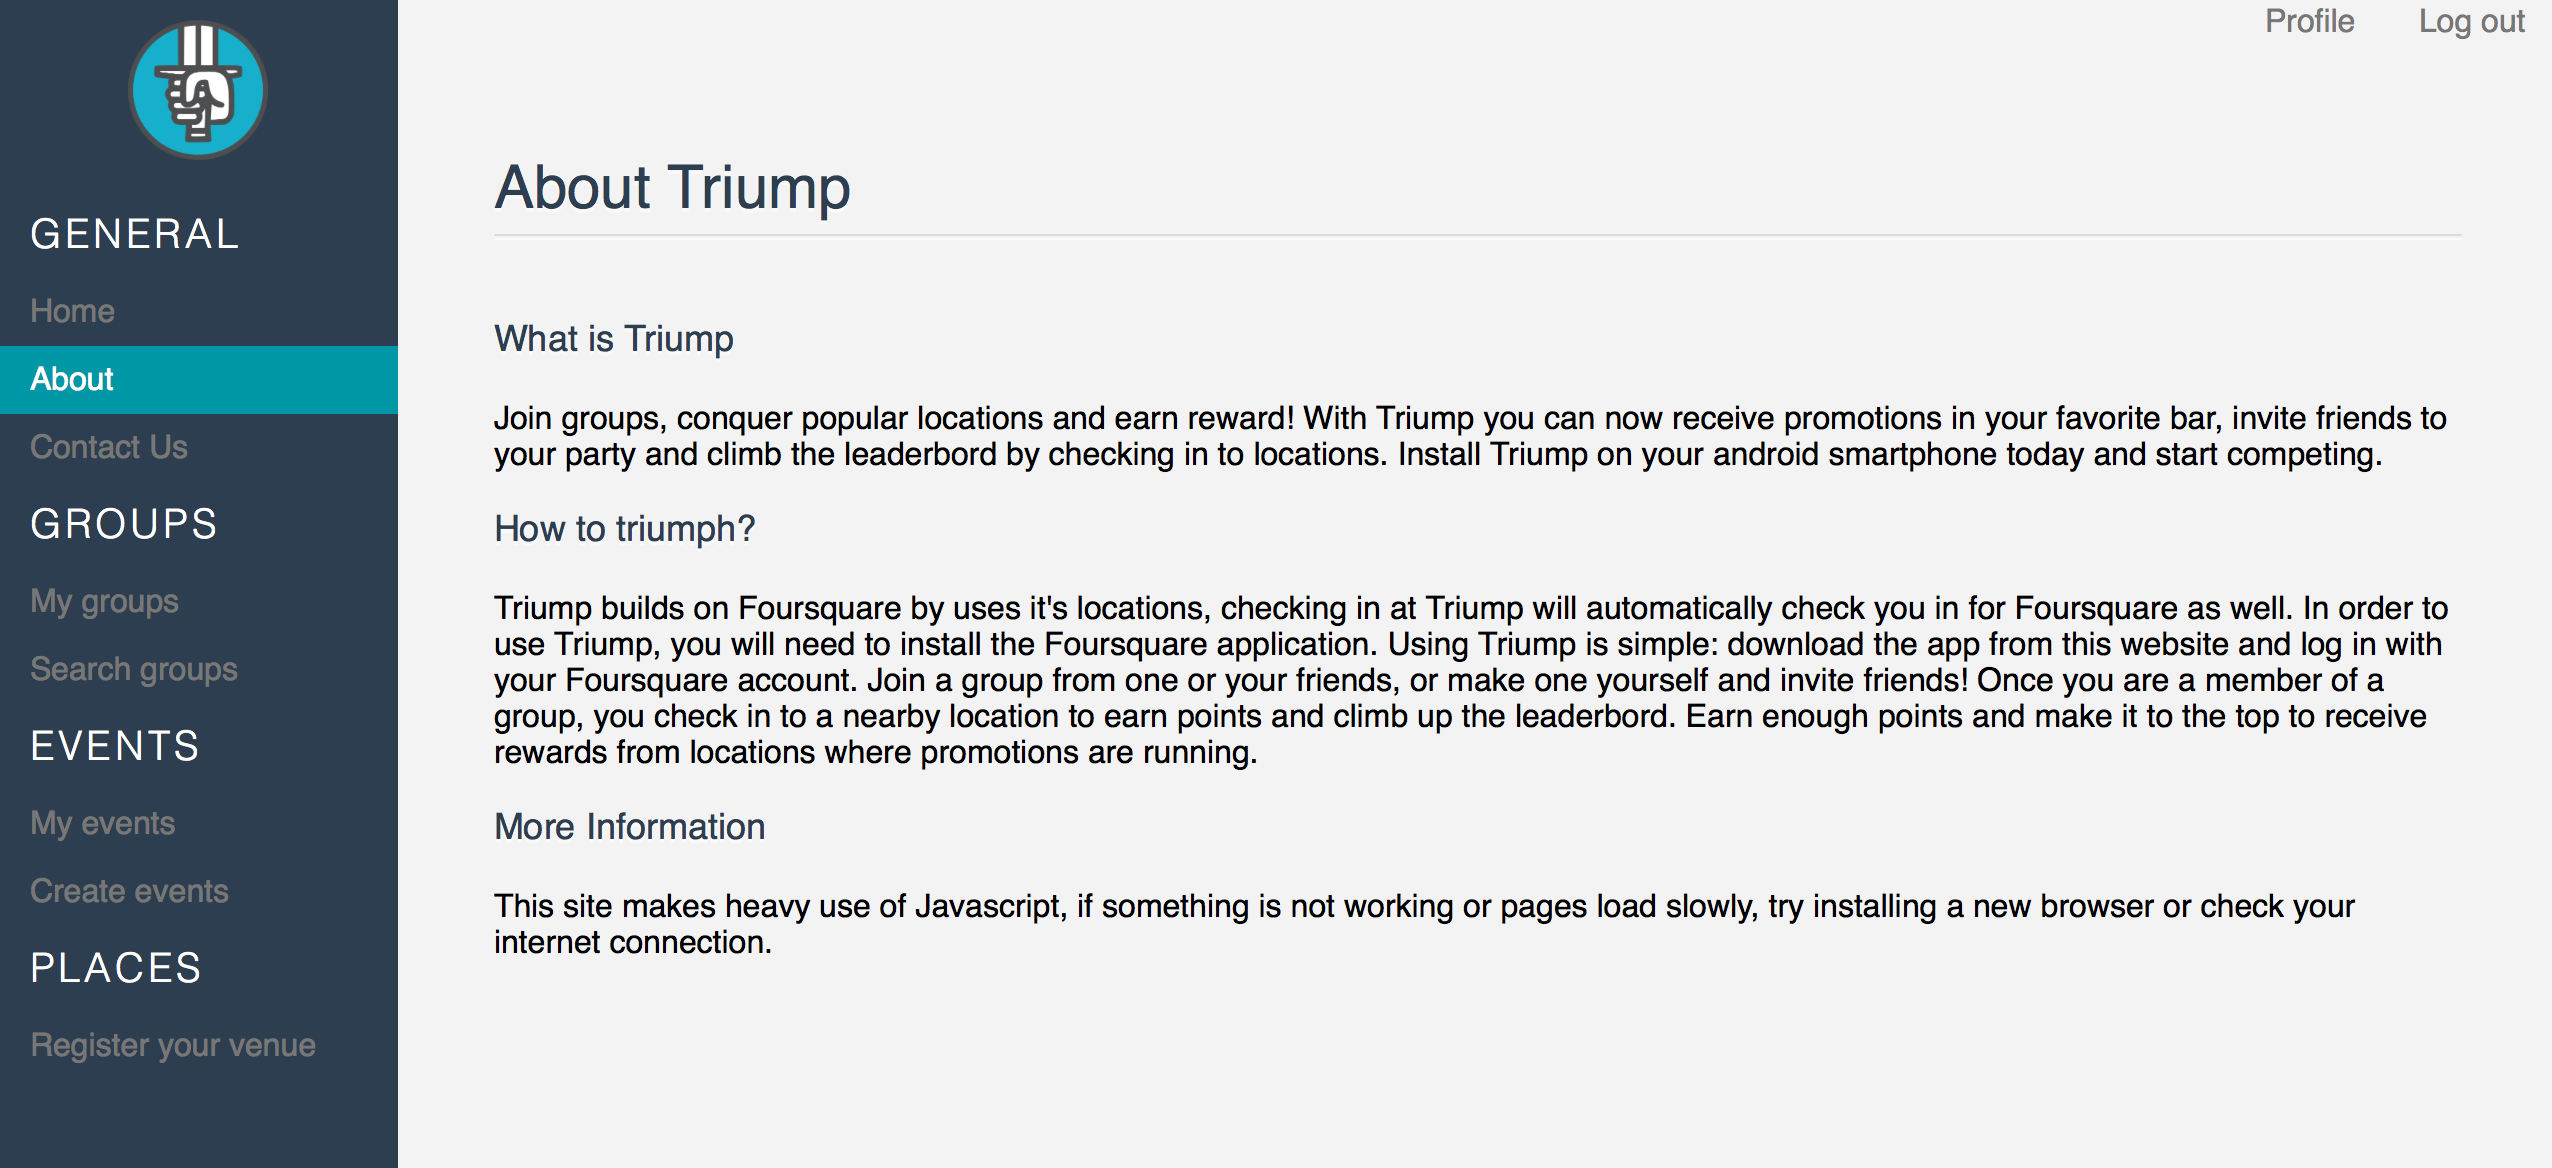 Profile
Log out
GENERAL
Home
About
Contact Us
GROUPS
My groups
Search groups
EVENTS
My events
Create events
PLACES
Register your venue
About Triump
What is Triump
Join groups, conquer popular locations and earn reward! With Triump you can now receive promotions in your favorite bar, invite friends to
your party and climb the leaderbord by checking in to locations. Install Triump on your android smartphone today and start competing.
How to triumph?
Triump builds on Foursquare by uses it's locations, checking in at Triump will automatically check you in for Foursquare as well. In order to
use Triump, you will need to install the Foursquare application. Using Triump is simple: download the app from this website and log in with
your Foursquare account. Join a group from one or your friends, or make one yourself and invite friends! Once you are a member of a
group, you check in to a nearby location to earn points and climb up the leaderbord. Earn enough points and make it to the top to receive
rewards from locations where promotions are running.
More Information
This site makes heavy use of Javascript, if something is not working or pages load slowly, try installing a new browser or check your
internet connection.